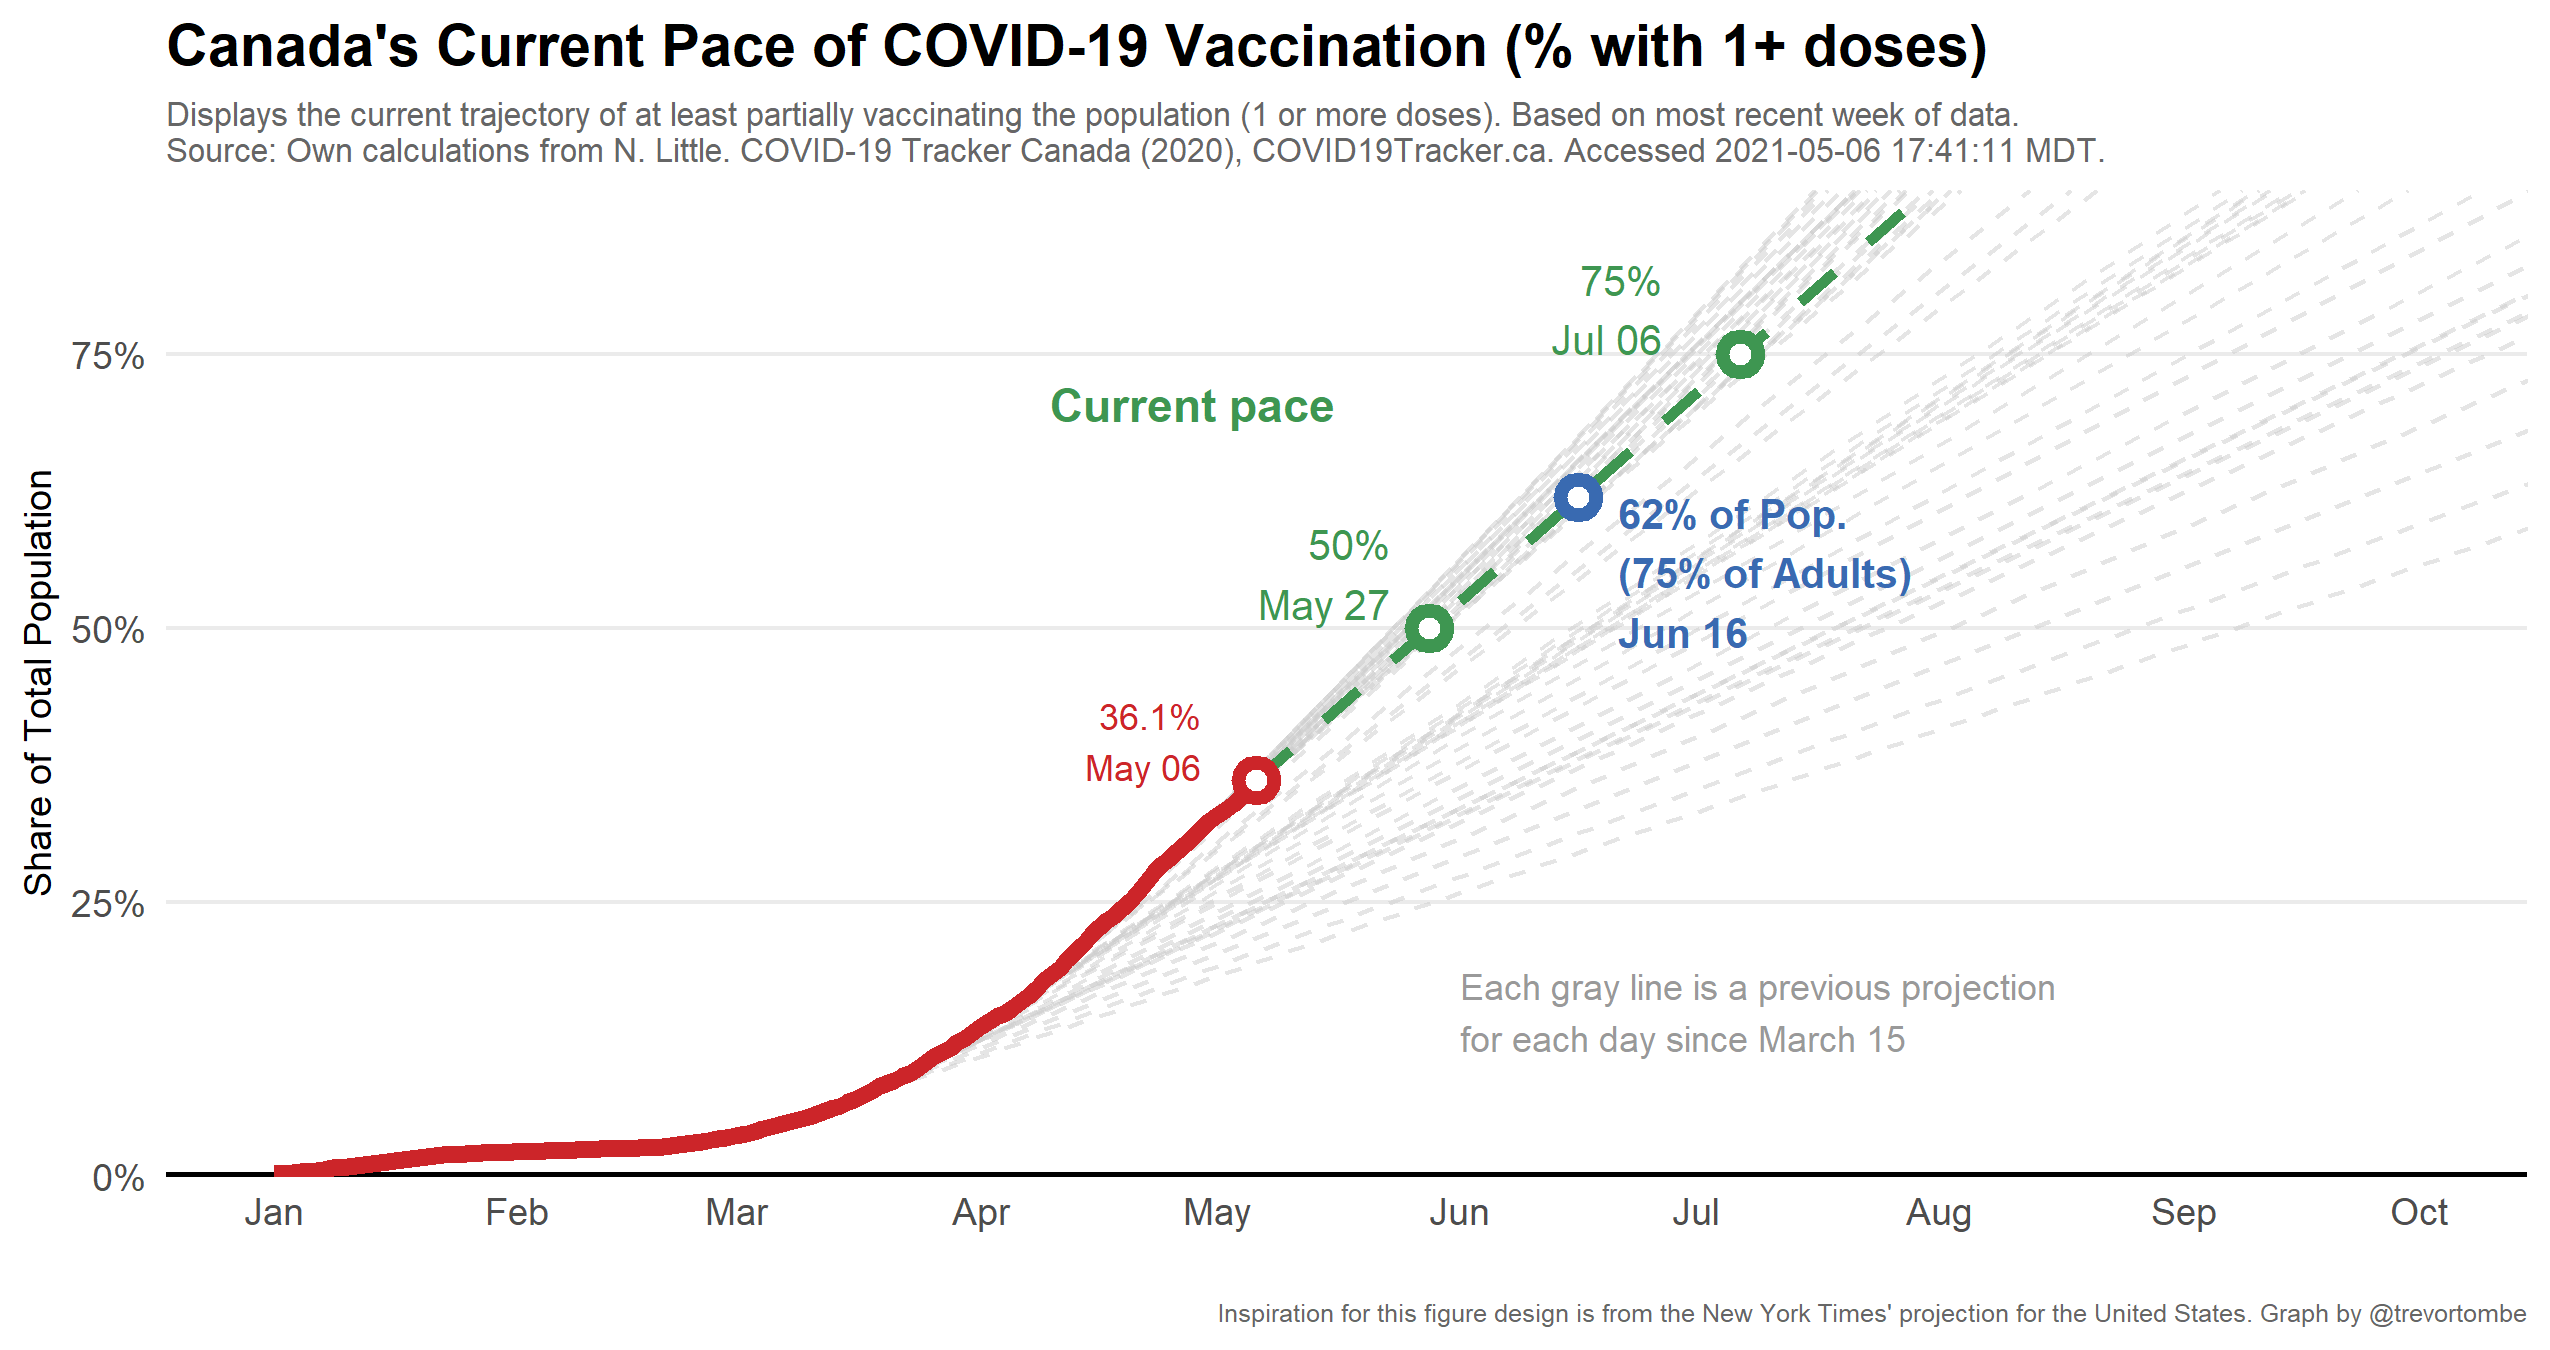 Canada's Current Pace of COVID-19 Vaccination (% with 1+ doses)
Displays the current trajectory of at least partially vaccinating the population (1 or more doses). Based on most recent week of data.
Source: Own calculations from N. Little. COVID-19 Tracker Canada (2020), COVID19Tracker.ca. Accessed 2021-05-06 17:41:11 MDT.
Share of Total Population
75%
50%
25%
0%
75%
Jul 06
Current pace
62% of Pop.
(75% of Adults)
Jun 16
50%
May 27
36.1%
May 06
Each gray line is a previous projection
for each day since March 15
Jan Feb Mar Apr May Jun Jul Aug Sep Oct
Inspiration for this figure design is from the New York Times' projection for the United States. Graph by @trevortombe